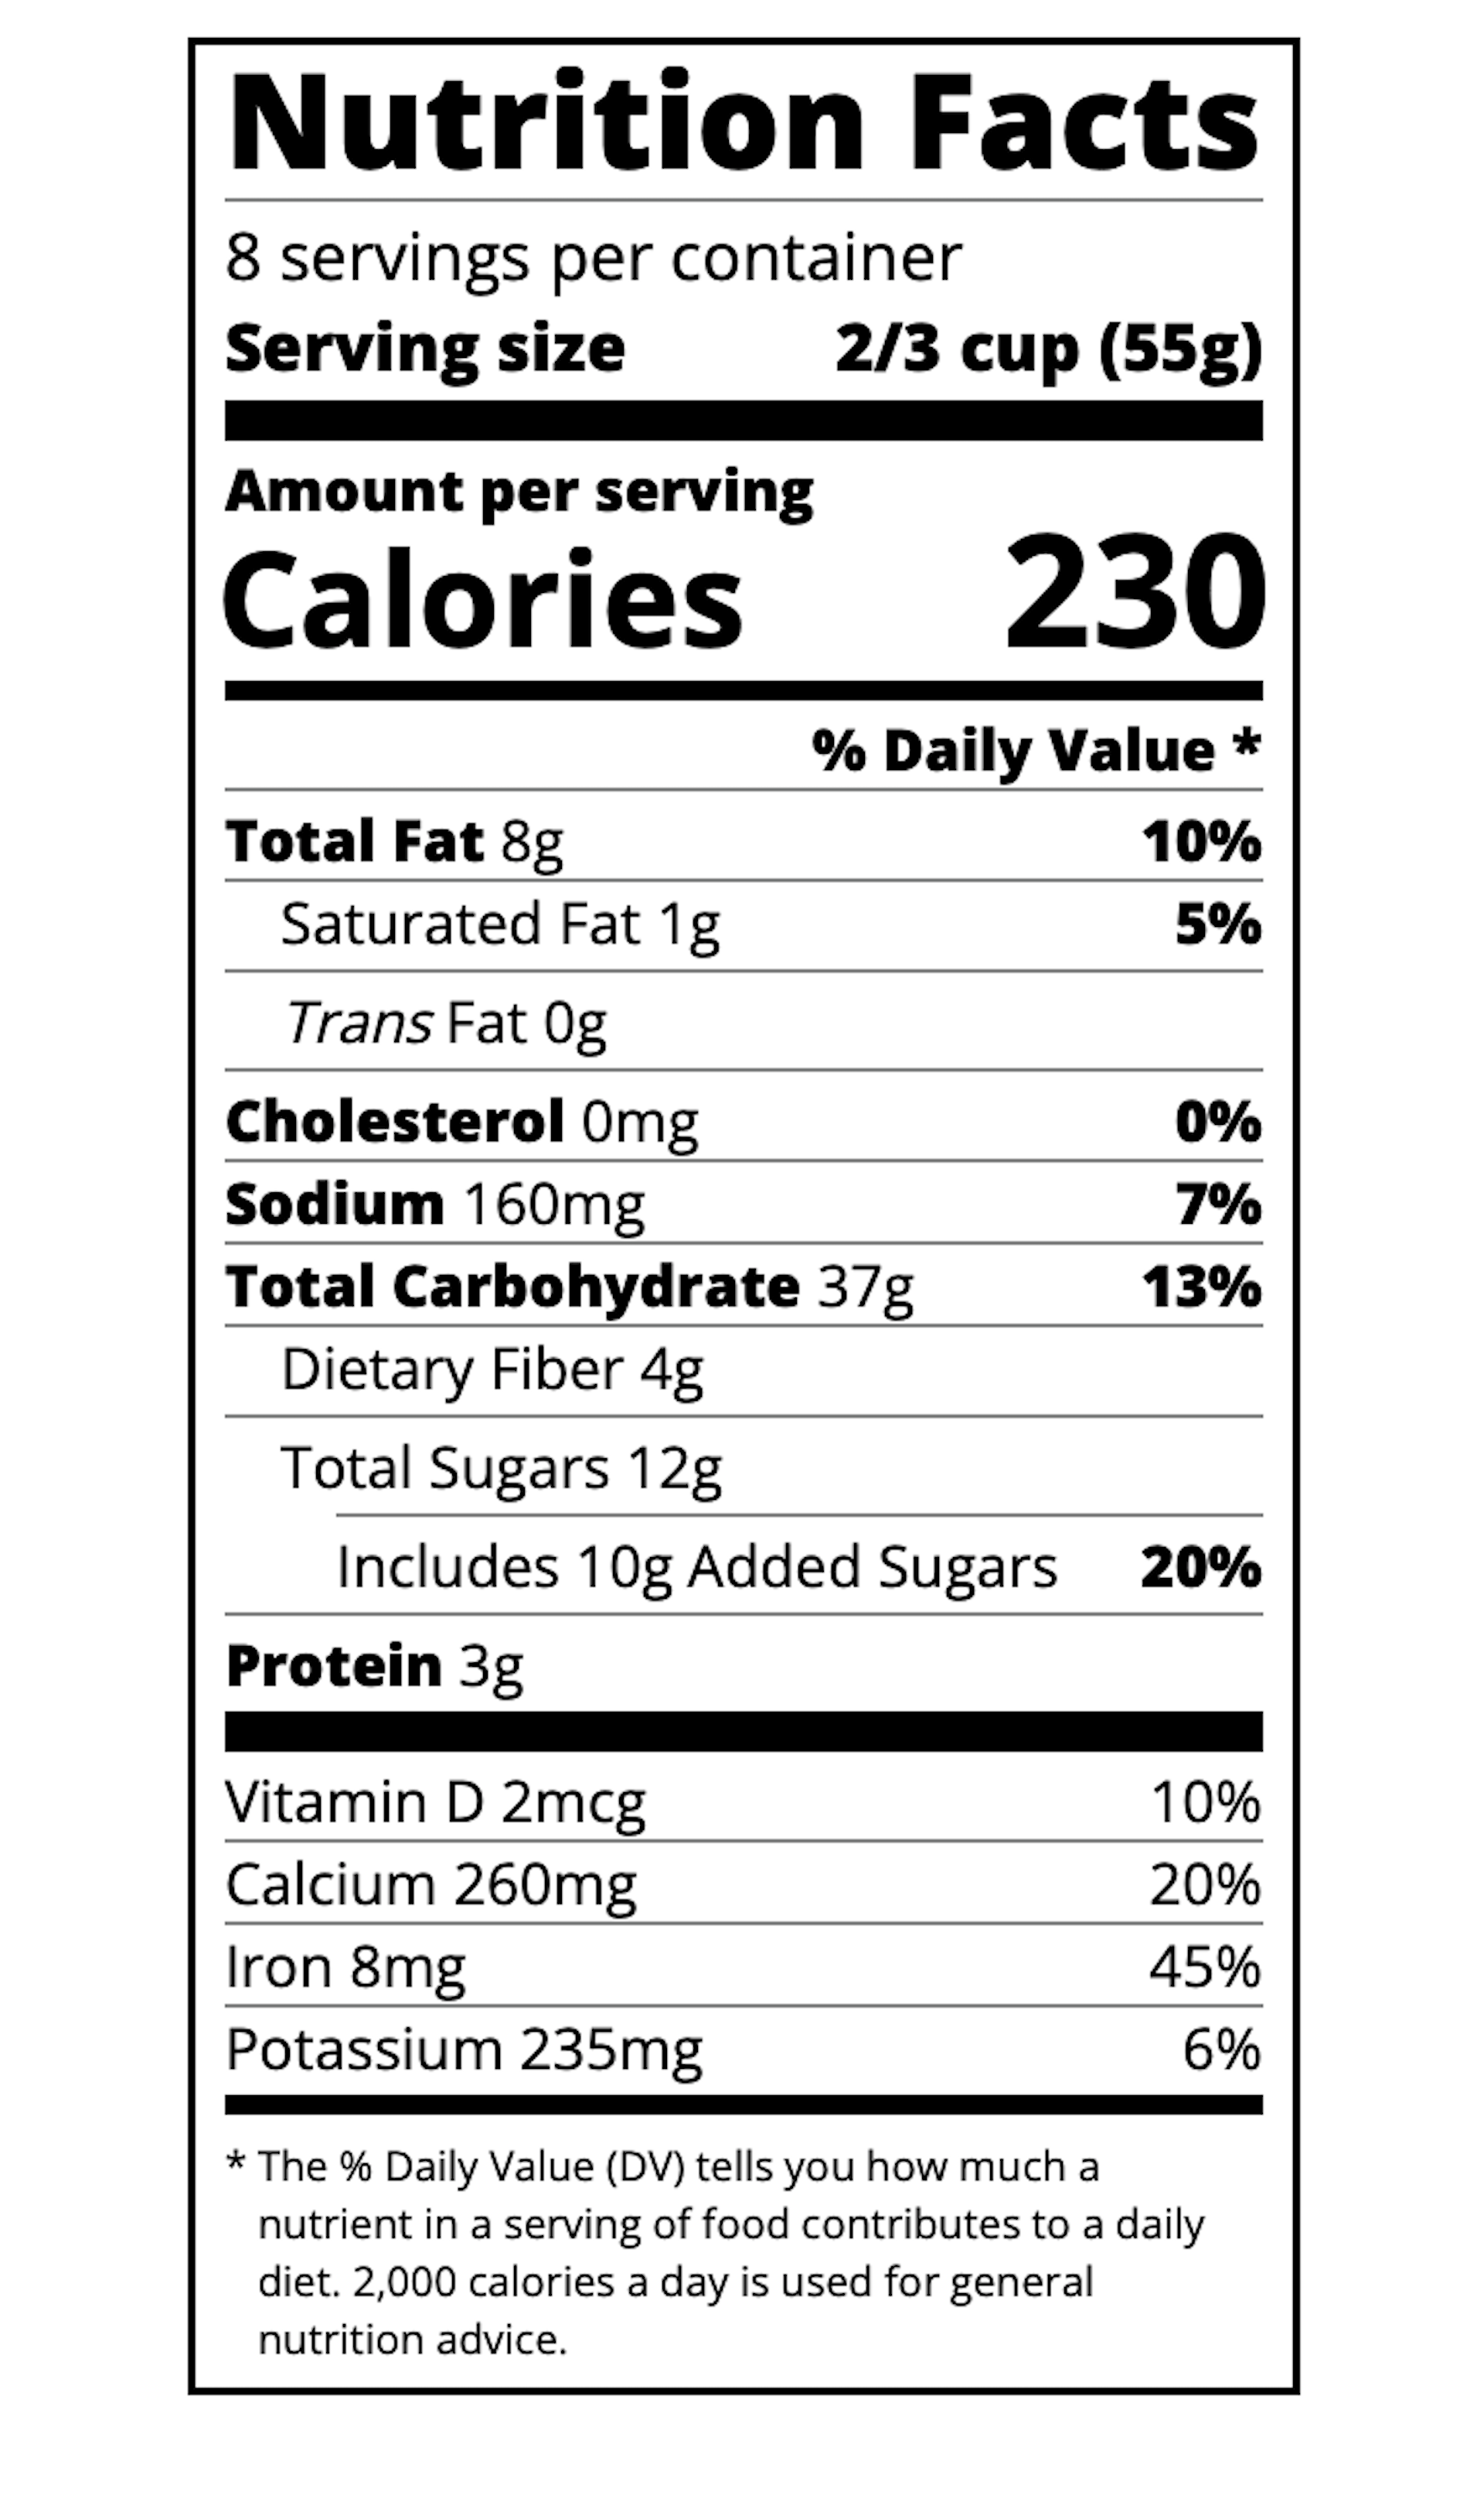 Nutrition Facts
8 servings per container
Serving size 2/3 cup (55g)
Amount per serving
Calories 230
% Daily Value *
Total Fat 8g 10%
Saturated Fat 1g 5%
Trans Fat 0g
Cholesterol 0mg 0%
Sodium 160mg 7%
Total Carbohydrate 37g 13%
Dietary Fiber 4g
Total Sugars 12g
Includes 10g Added Sugars 20%
Protein 3g
Vitamin D 2mcg 10%
Calcium 260mg 20%
Iron 8mg 45%
Potassium 235mg 6%
* The % Daily Value (DV) tells you how much a
nutrient in a serving of food contributes to a daily
diet. 2,000 calories a day is used for general
nutrition advice.